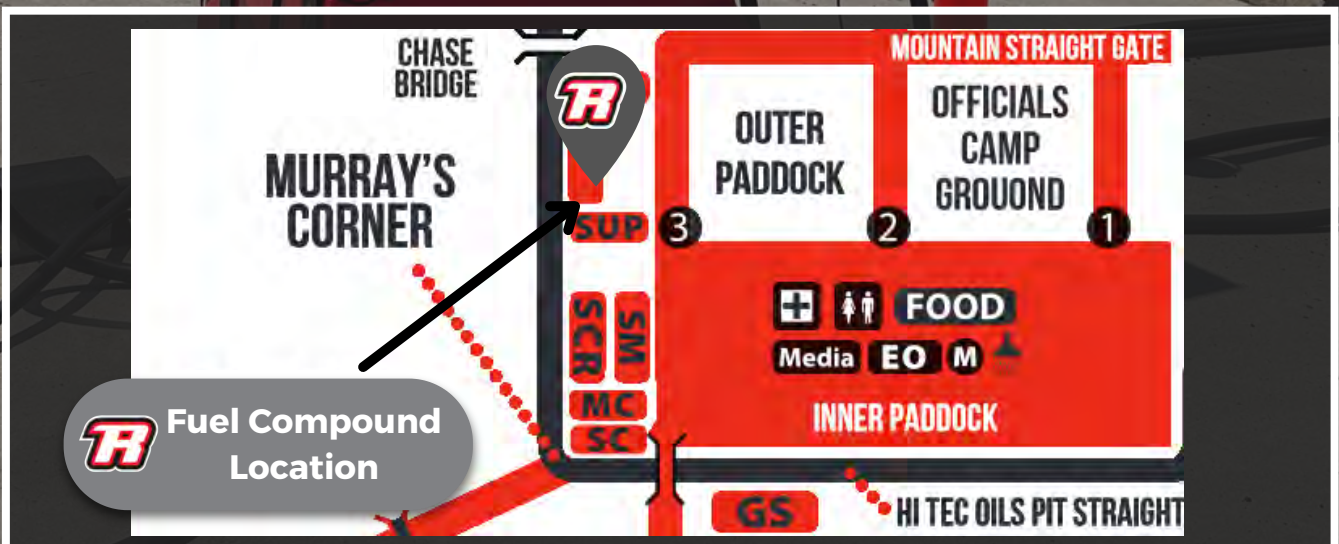 CHASE
BRIDGE
MOUNTAIN STRAIGHT GATE
R
OUTER
PADDOCK
OFFICIALS
CAMP
GROUOND
MURRAY'S
CORNER
SUP
3
2
1
SCR
SM
FOOD
Media
EO
M
MC
SC
INNER PADDOCK
R
Fuel Compound
Location
GS
HI TEC OILS PIT STRAIGHT